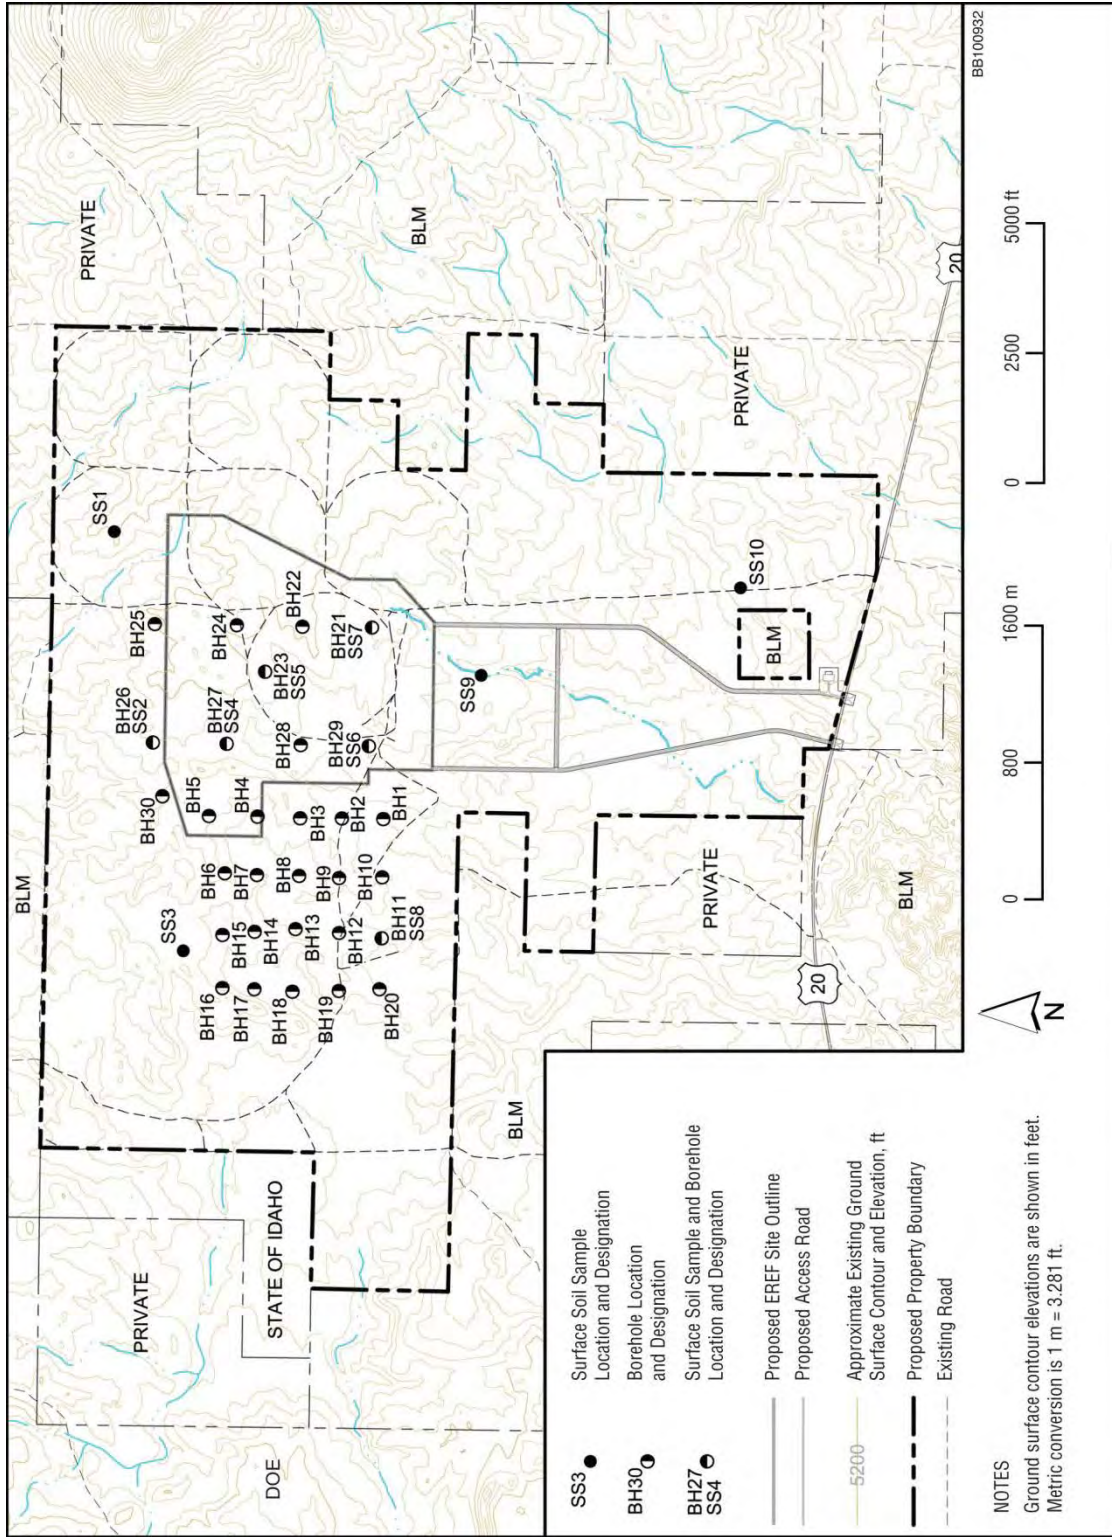 PRIVATE
BLM
STATE OF IDAHO
DOE
BLM
PRIVATE
BLM
SS3
BH16
BH17
BH18
BH19
BH20
BH15
BH14
BH13
BH12
BH11
SS8
BH6
BH7
BH8
BH9
BH10
BH5
BH4
BH3
BH2
BH1
BH30
BH26
SS2
BH27
SS4
BH28
BH29
SS6
BH25
BH24
BH23
SS5
BH22
BH21
SS7
SS1
SS9
SS10
BLM
PRIVATE
BLM
PRIVATE
BLM
20
20
SS3
Surface Soil Sample
Location and Designation
BH30
Borehole Location
and Designation
BH27
SS4
Surface Soil Sample and Borehole
Location and Designation
Proposed EREF Site Outline
Proposed Access Road
5200
Approximate Existing Ground
Surface Contour and Elevation, ft
Proposed Property Boundary
Existing Road
NOTES
Ground surface contour elevations are shown in feet.
Metric conversion is 1 m = 3.281 ft.
N
0 800 1600 m
0 2500 5000 ft
BB100932